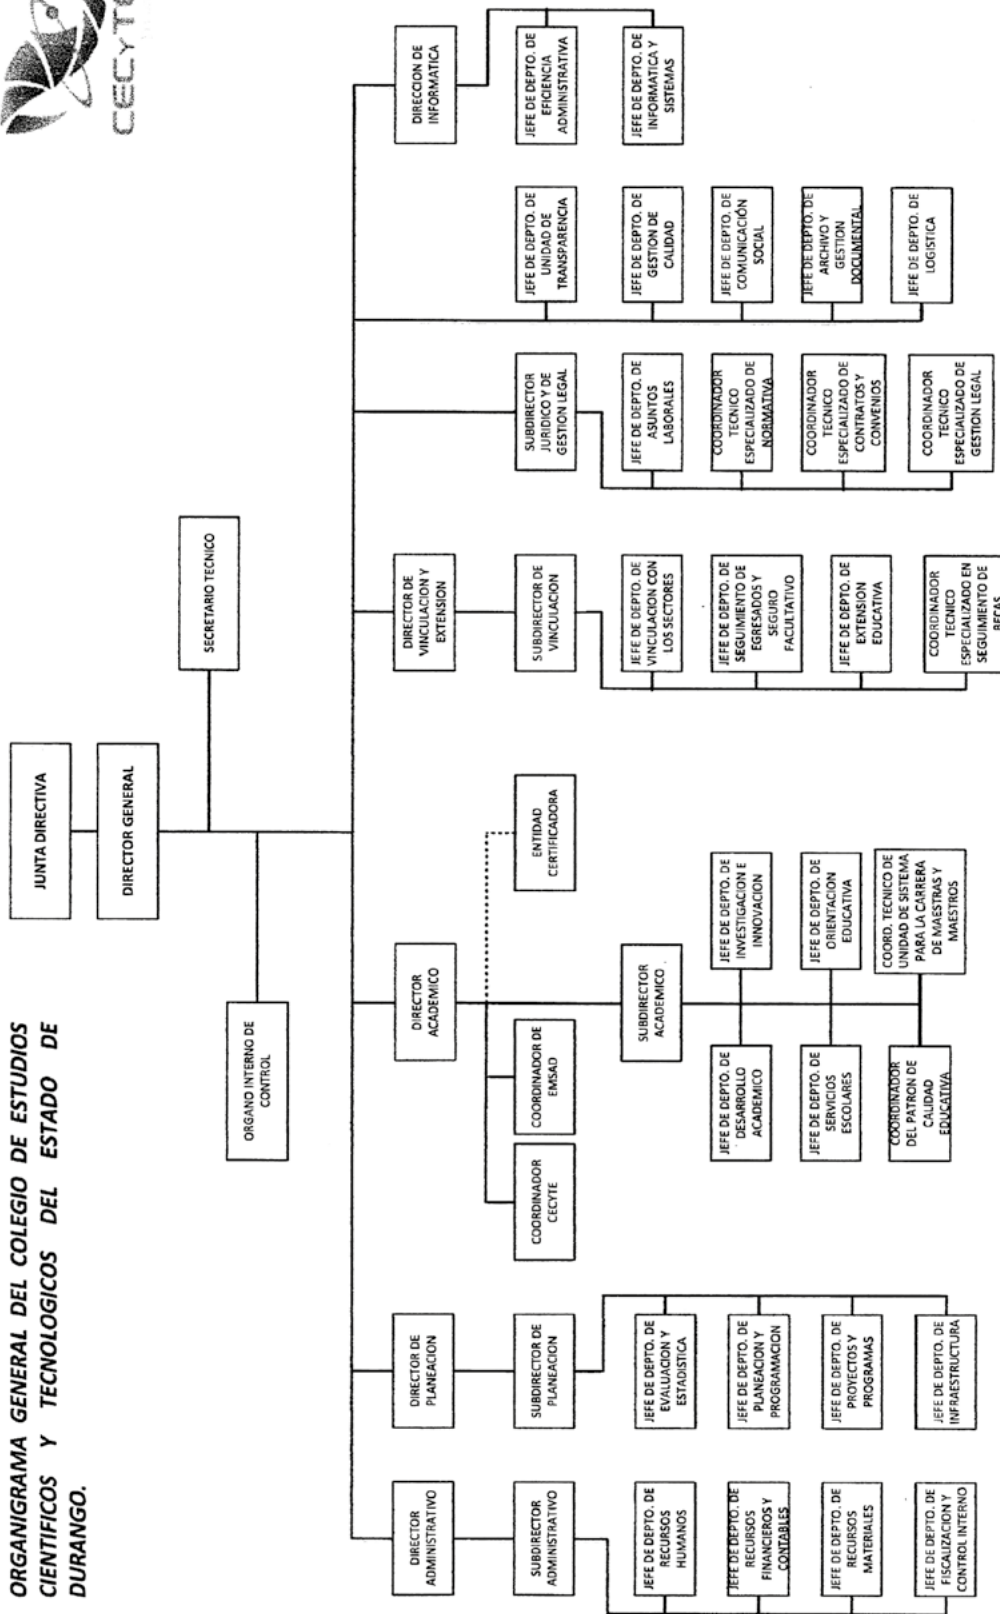 ORGANIGRAMA GENERAL DEL COLEGIO DE ESTUDIOS
CIENTIFICOS Y TECNOLOGICOS DEL ESTADO DE
DURANGO.
JUNTA DIRECTIVA
DIRECTOR GENERAL
SECRETARIO TECNICO
ORGANO INTERNO DE
CONTROL
DIRECTOR
ADMINISTRATIVO
SUBDIRECTOR
ADMINISTRATIVO
JEFE DE DEPTO. DE
RECURSOS
HUMANOS
JEFE DE DEPTO. DE
RECURSOS
FINANCIEROS Y
CONTABLES
JEFE DE DEPTO. DE
RECURSOS
MATERIALES
JEFE DE DEPTO. DE
FISCALIZACION Y
CONTROL INTERNO
DIRECTOR DE
PLANEACION
SUBDIRECTOR DE
PLANEACION
JEFE DE DEPTO. DE
EVALUACION Y
ESTADISTICA
JEFE DE DEPTO. DE
PLANEACION Y
PROGRAMACION
JEFE DE DEPTO. DE
PROYECTOS Y
PROGRAMAS
JEFE DE DEPTO. DE
INFRAESTRUCTURA
DIRECTOR
ACADEMICO
COORDINADOR
CECYTE
COORDINADOR DE
EMSAD
ENTIDAD
CERTIFICADORA
SUBDIRECTOR
ACADEMICO
JEFE DE DEPTO. DE
DESARROLLO
ACADEMICO
JEFE DE DEPTO. DE
INVESTIGACION E
INNOVACION
JEFE DE DEPTO. DE
SERVICIOS
ESCOLARES
JEFE DE DEPTO. DE
ORIENTACION
EDUCATIVA
COORDINADOR
DEL PATRON DE
CALIDAD
EDUCATIVA
COORD. TECNICO DE
UNIDAD DE SISTEMA
PARA LA CARRERA
DE MAESTRAS Y
MAESTROS
DIRECTOR DE
VINCULACION Y
EXTENSION
SUBDIRECTOR DE
VINCULACION
JEFE DE DEPTO. DE
VINCULACION CON
LOS SECTORES
JEFE DE DEPTO. DE
SEGUIMIENTO DE
EGRESADOS Y
SEGURO
FACULTATIVO
JEFE DE DEPTO. DE
EXTENSION
EDUCATIVA
COORDINADOR
TECNICO
ESPECIALIZADO EN
SEGUIMIENTO DE
BECAS
SUBDIRECTOR
JURIDICO Y DE
GESTION LEGAL
JEFE DE DEPTO. DE
ASUNTOS
LABORALES
COORDINADOR
TECNICO
ESPECIALIZADO DE
NORMATIVA
COORDINADOR
TECNICO
ESPECIALIZADO DE
CONTRATOS Y
CONVENIOS
COORDINADOR
TECNICO
ESPECIALIZADO DE
GESTION LEGAL
JEFE DE DEPTO. DE
UNIDAD DE
TRANSPARENCIA
JEFE DE DEPTO. DE
GESTION DE
CALIDAD
JEFE DE DEPTO. DE
COMUNICACIÓN
SOCIAL
JEFE DE DEPTO. DE
ARCHIVO Y
GESTION
DOCUMENTAL
JEFE DE DEPTO. DE
LOGISTICA
DIRECCION DE
INFORMATICA
JEFE DE DEPTO. DE
EFICIENCIA
ADMINISTRATIVA
JEFE DE DEPTO. DE
INFORMATICA Y
SISTEMAS